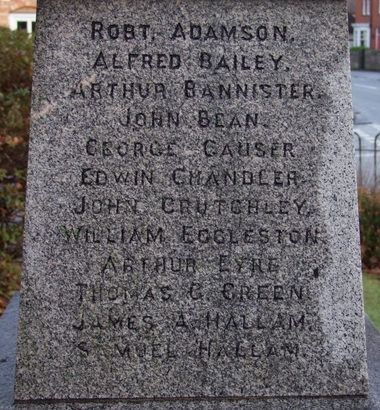 ROBT. ADAMSON.
ALFRED BAILEY.
ARTHUR BANNISTER.
JOHN BEAN.
GEORGE CAUSER
EDWIN CHANDLER
JOHN CRUTCHLEY.
WILLIAM EGGLESTON.
ARTHUR EYRE
THOMAS G. GREEN
JAMES A. HALLAM.
SAMUEL HALLAM.